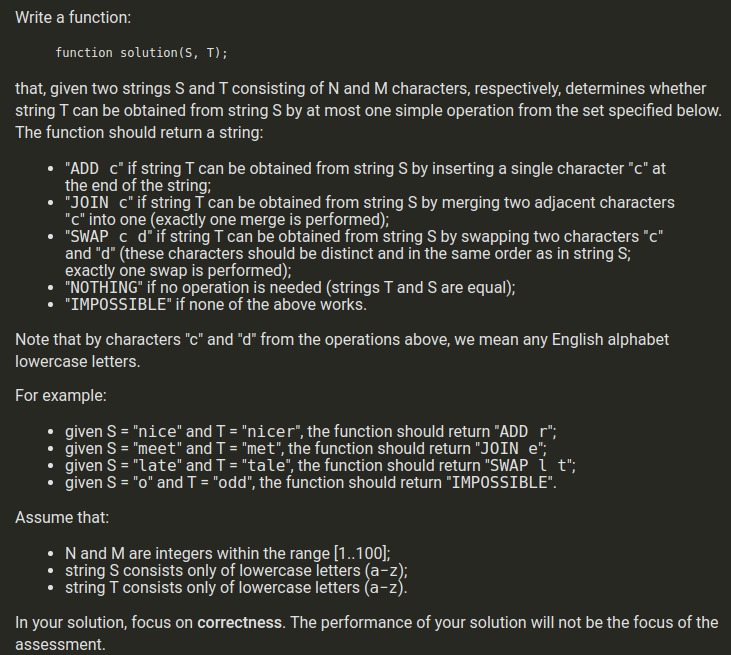 Write a function:
function solution(S, T);
that, given two strings S and T consisting of N and M characters, respectively, determines whether
string T can be obtained from string S by at most one simple operation from the set specified below.
The function should return a string:
• "ADD c" if string T can be obtained from string S by inserting a single character "c" at
the end of the string;
• "JOIN c" if string T can be obtained from string S by merging two adjacent characters
"c" into one (exactly one merge is performed);
• "SWAP c d" if string T can be obtained from string S by swapping two characters "c"
and "d" (these characters should be distinct and in the same order as in string S;
exactly one swap is performed);
• "NOTHING" if no operation is needed (strings T and S are equal);
• "IMPOSSIBLE" if none of the above works.
Note that by characters "c" and "d" from the operations above, we mean any English alphabet
lowercase letters.
For example:
• given S = "nice" and T = "nicer", the function should return "ADD r";
• given S = "meet" and T = "met", the function should return "JOIN e";
• given S = "late" and T = "tale", the function should return "SWAP l t";
• given S = "o" and T = "odd", the function should return "IMPOSSIBLE".
Assume that:
• N and M are integers within the range [1..100];
• string S consists only of lowercase letters (a-z);
• string T consists only of lowercase letters (a-z).
In your solution, focus on correctness. The performance of your solution will not be the focus of the
assessment.